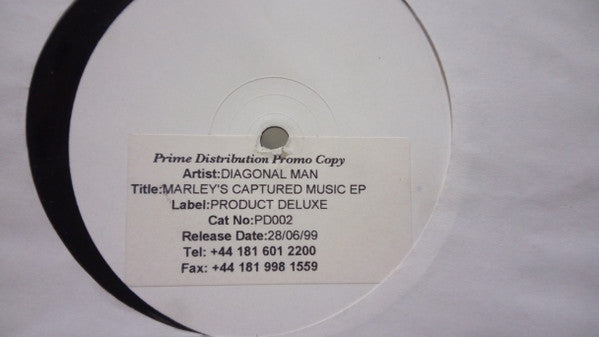 Prime Distribution Promo Copy
Artist:DIAGONAL MAN
Title:MARLEY'S CAPTURED MUSIC EP
Label:PRODUCT DELUXE
Cat No:PD002
Release Date:28/06/99
Tel: +44 181 601 2200
Fax: +44 181 998 1559